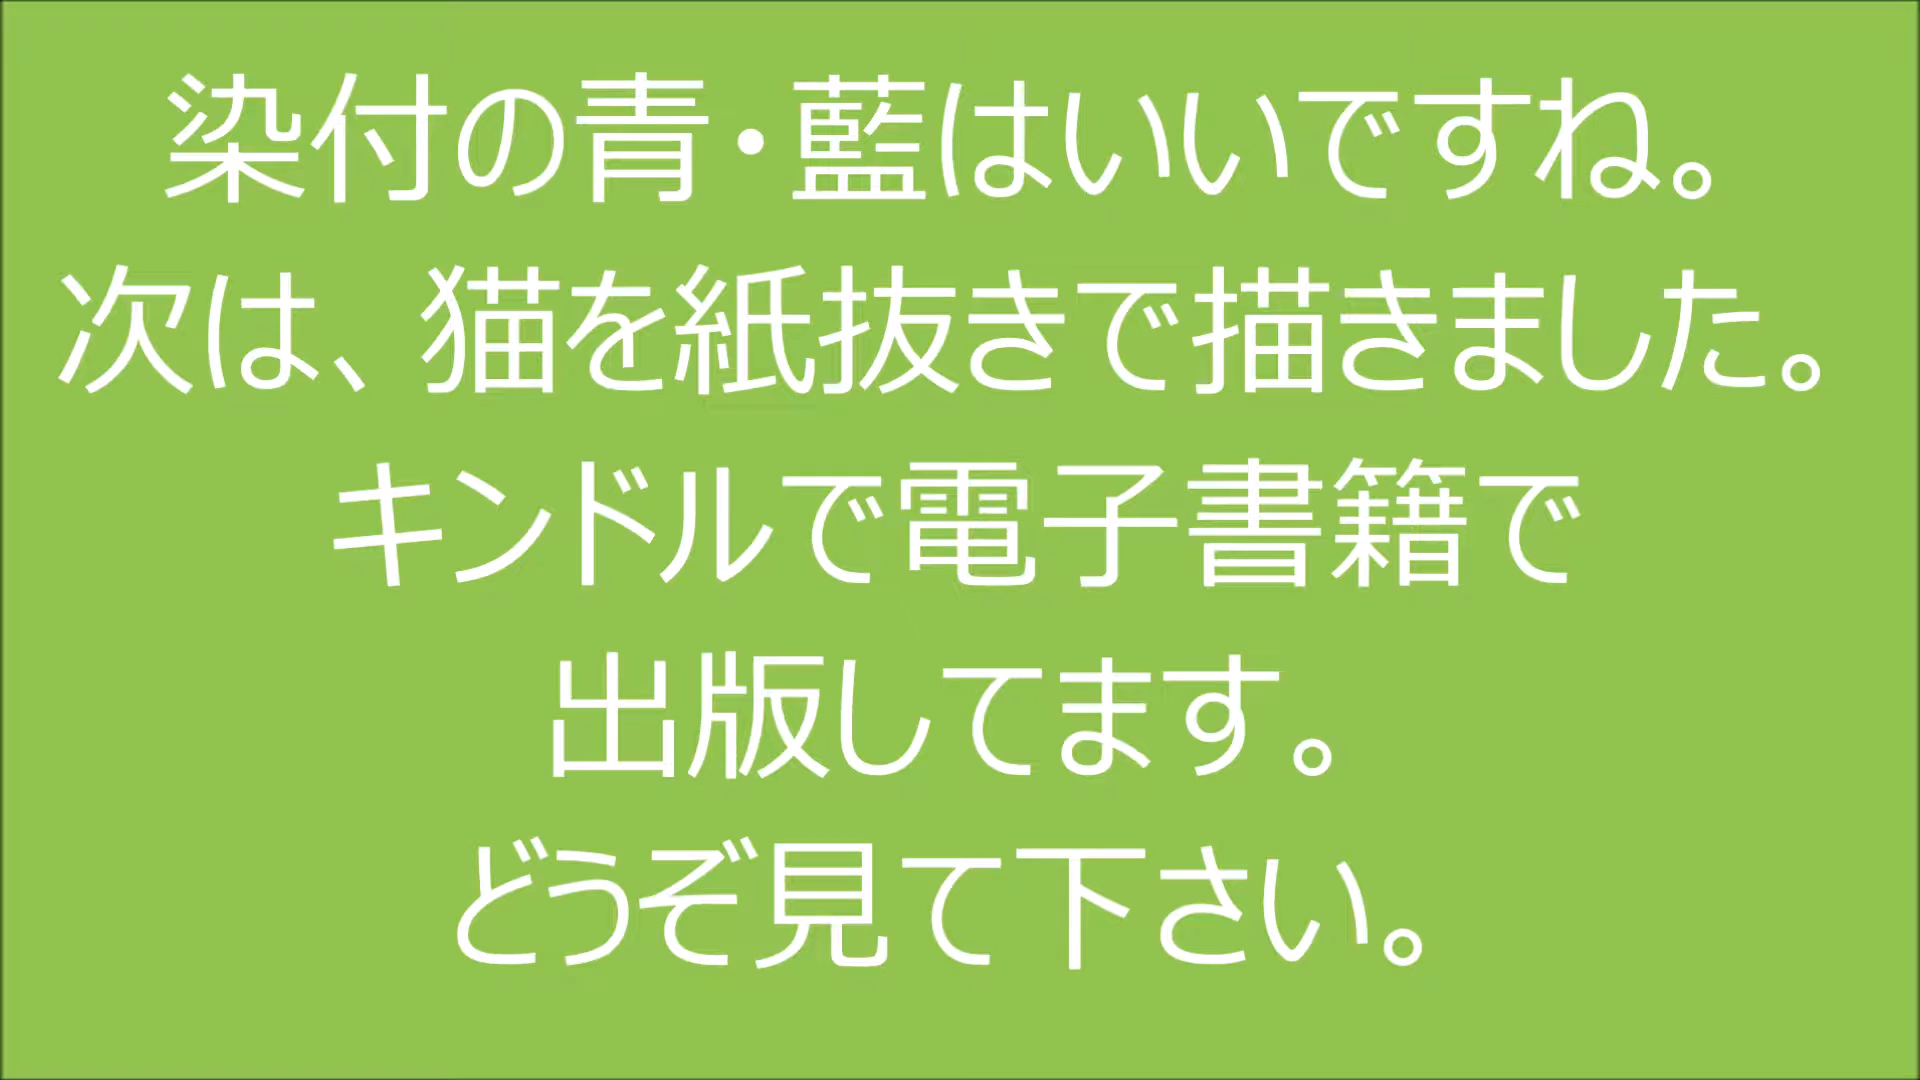 染付の青・藍はいいですね。
次は、猫を紙抜きで描きました。
キンドルで電子書籍で
出版してます。
どうぞ見て下さい。